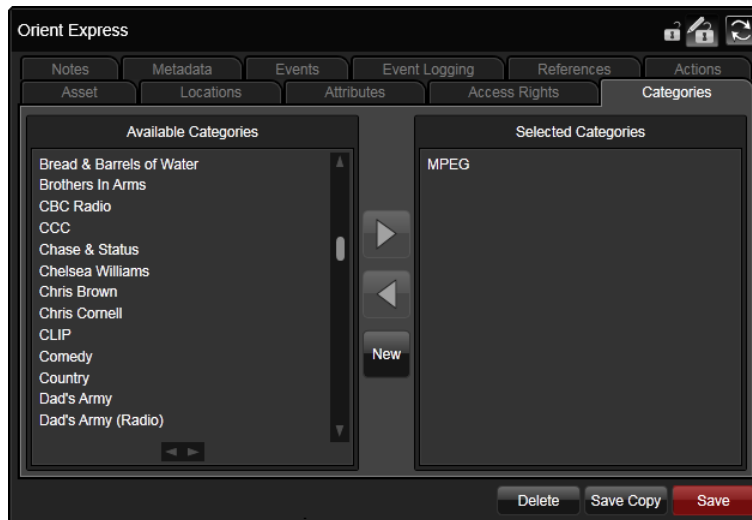 Orient Express
Notes Metadata Events Event Logging References Actions
Asset Locations Attributes Access Rights Categories
Available Categories
Bread & Barrels of Water
Brothers In Arms
CBC Radio
CCC
Chase & Status
Chelsea Williams
Chris Brown
Chris Cornell
CLIP
Comedy
Country
Dad's Army
Dad's Army (Radio)
New
Selected Categories
MPEG
Delete Save Copy Save